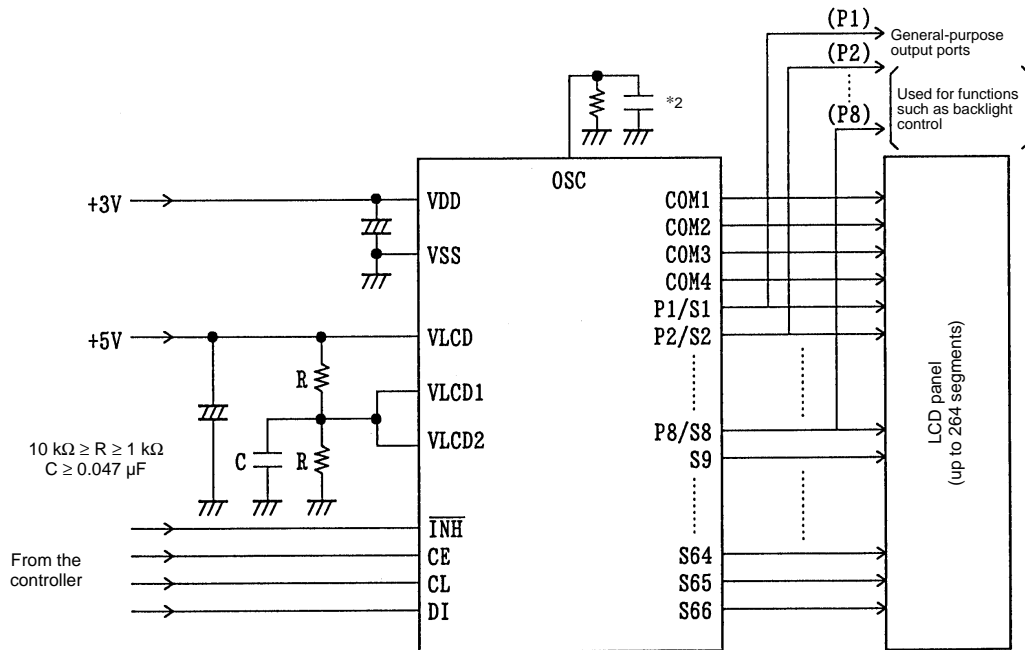 (P1)
General-purpose
output ports
(P2)
Used for functions
such as backlight
control
(P8)
*2
OSC
+3V
VDD
VSS
+5V
VLCD
R
VLCD1
VLCD2
C
R
10 kΩ ≥ R ≥ 1 kΩ
C ≥ 0.047 µF
From the
controller
I̅N̅H̅
CE
CL
DI
COM1
COM2
COM3
COM4
P1/S1
P2/S2
P8/S8
S9
S64
S65
S66
LCD panel
(up to 264 segments)